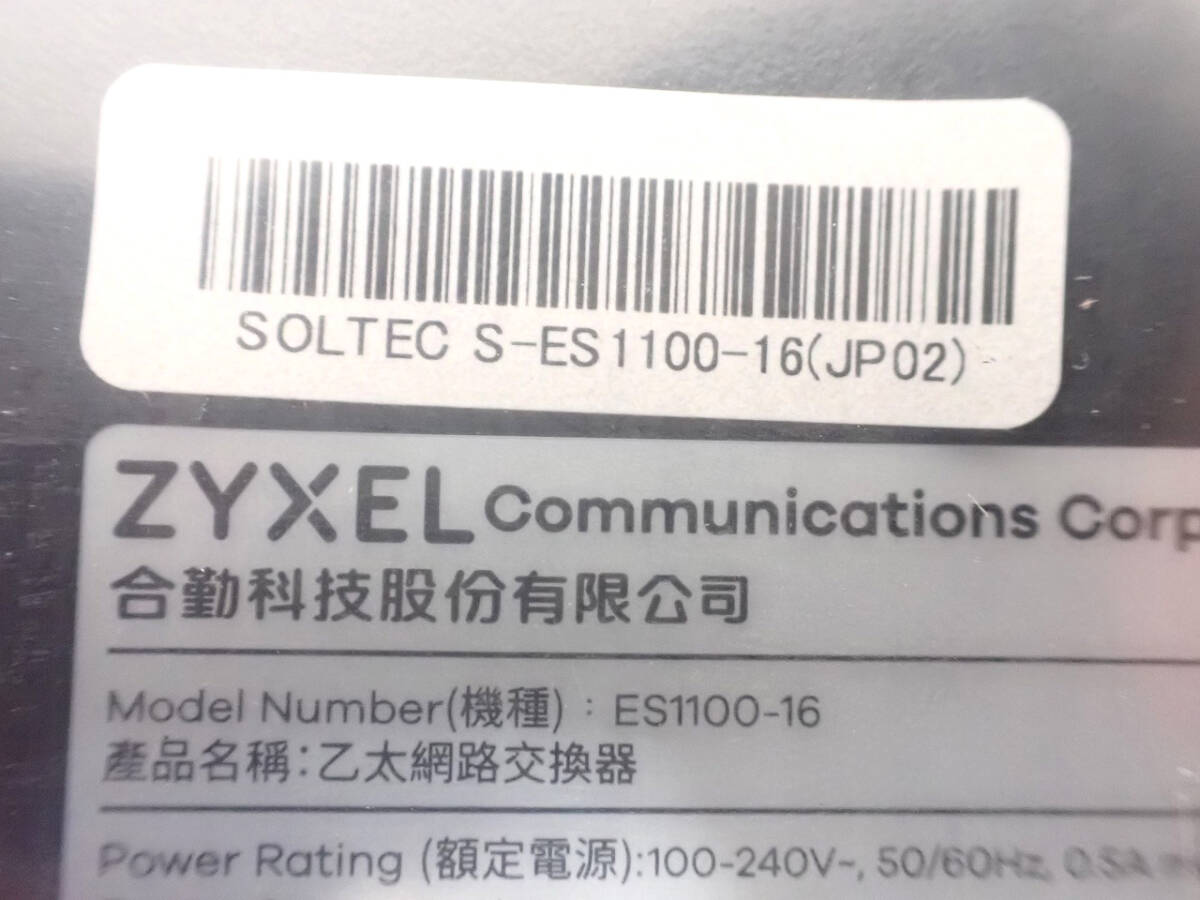 SOLTEC S-ES1100-16(JP02)
ZYXEL Communications Corp
合勤科技股份有限公司
Model Number(機種) : ES1100-16
產品名稱:乙太網路交換器
Power Rating (額定電源):100-240V~, 50/60Hz, 0.5A